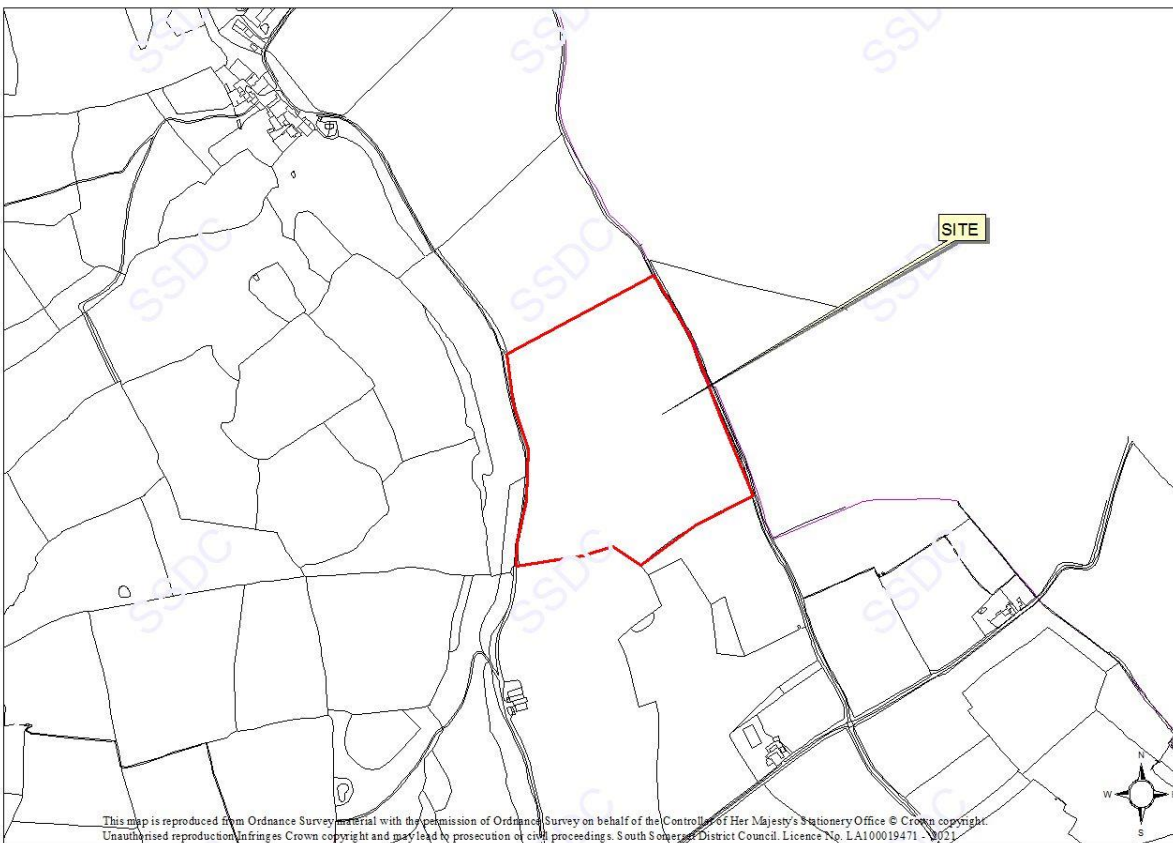 SSDC SSDC SSDC
SITE
SSDC SSDC SSDC
SSDC SSDC SSDC
N
W
S
This map is reproduced from Ordnance Survey material with the permission of Ordnance Survey on behalf of the Controller of Her Majesty's Stationery Office © Crown copyright.
Unauthorised reproduction infringes Crown copyright and may lead to prosecution or civil proceedings. South Somerset District Council. Licence No. LA100019471 - 2021